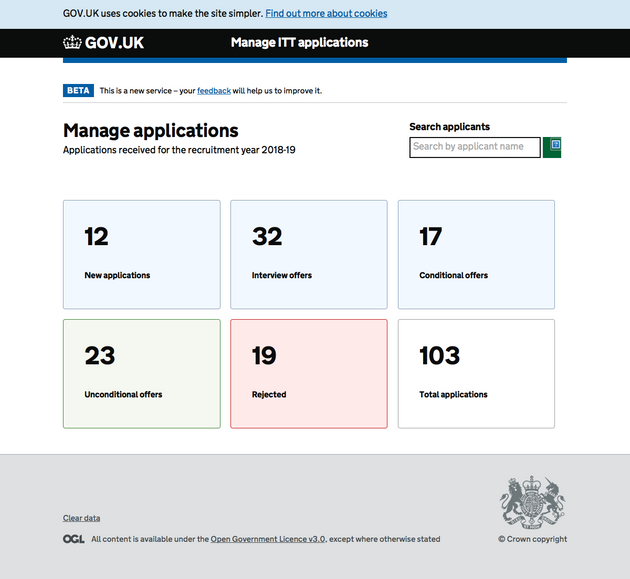 GOV.UK uses cookies to make the site simpler. Find out more about cookies
GOV.UK Manage ITT applications
BETA This is a new service – your feedback will help us to improve it.
Manage applications
Applications received for the recruitment year 2018-19
Search applicants
Search by applicant name
12
New applications
32
Interview offers
17
Conditional offers
23
Unconditional offers
19
Rejected
103
Total applications
Clear data
OGL All content is available under the Open Government Licence v3.0, except where otherwise stated
© Crown copyright